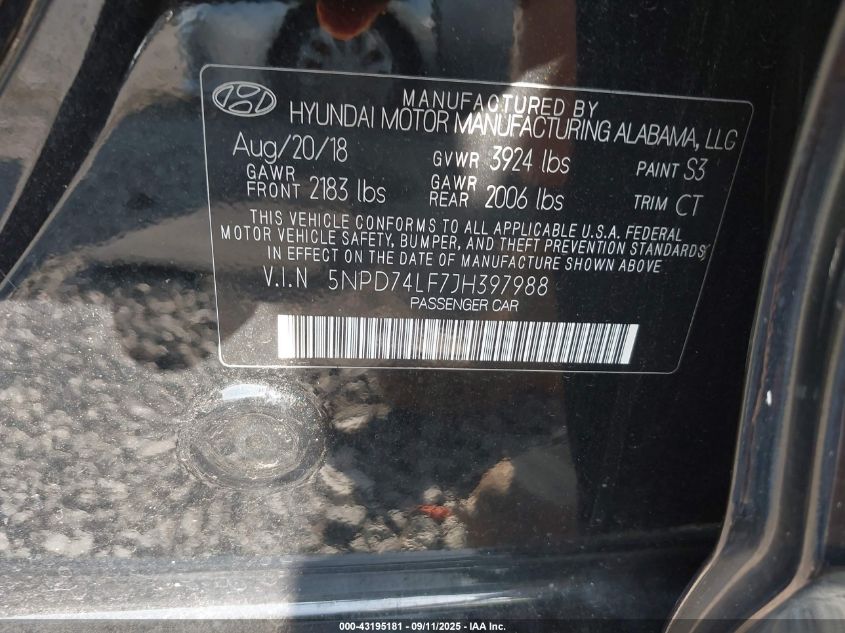 MANUFACTURED BY
HYUNDAI MOTOR MANUFACTURING ALABAMA, LLC
Aug/20/18 GVWR 3924 lbs PAINT S3
GAWR FRONT 2183 lbs GAWR REAR 2006 lbs TRIM CT
THIS VEHICLE CONFORMS TO ALL APPLICABLE U.S.A. FEDERAL
MOTOR VEHICLE SAFETY, BUMPER, AND THEFT PREVENTION STANDARDS
IN EFFECT ON THE DATE OF MANUFACTURE SHOWN ABOVE
V.I.N 5NPD74LF7JH397988
PASSENGER CAR
000-43195181 - 09/11/2025 - IAA Inc.